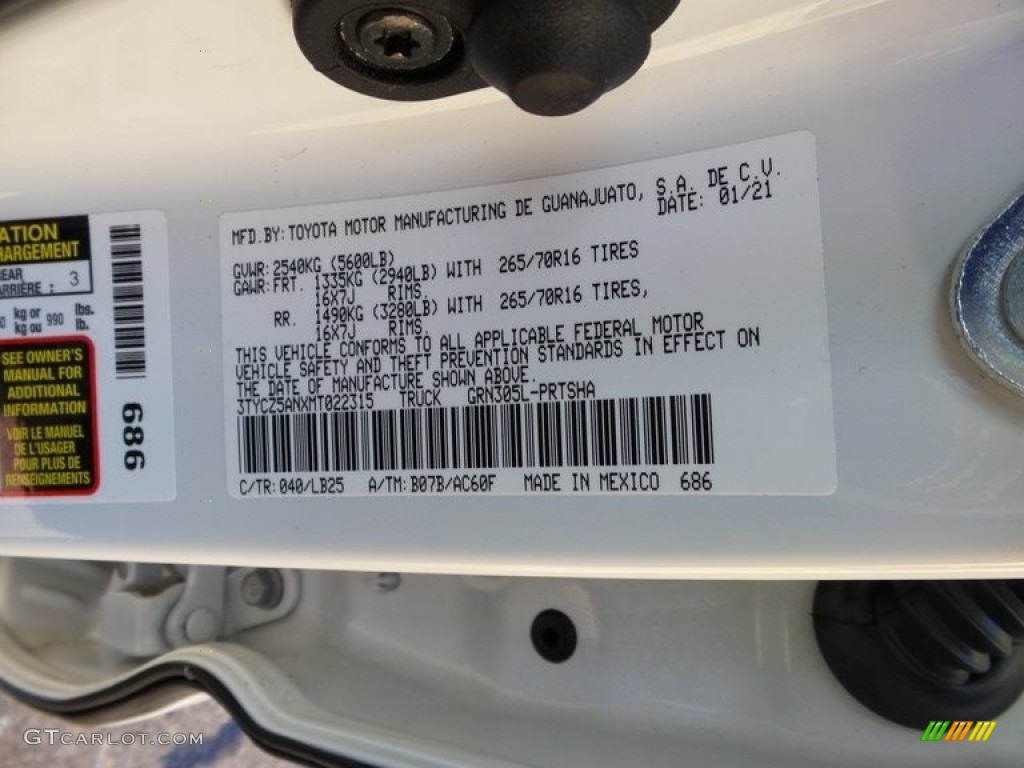 ATION
HARGEMENT
REAR
ARRIÈRE : 3
kg or lbs.
kg ou 990 lb.
SEE OWNER'S
MANUAL FOR
ADDITIONAL
INFORMATION
VOIR LE MANUEL
DE L'USAGER
POUR PLUS DE
RENSEIGNEMENTS
686
MFD.BY: TOYOTA MOTOR MANUFACTURING DE GUANAJUATO, S.A. DE C.V.
DATE: 01/21
GVWR: 2540KG (5600LB)
GAWR: FRT. 1335KG (2940LB) WITH 265/70R16 TIRES
16X7J RIMS.
RR. 1490KG (3280LB) WITH 265/70R16 TIRES,
16X7J RIMS.
THIS VEHICLE CONFORMS TO ALL APPLICABLE FEDERAL MOTOR
VEHICLE SAFETY AND THEFT PREVENTION STANDARDS IN EFFECT ON
THE DATE OF MANUFACTURE SHOWN ABOVE.
3TYCZ5ANXMT022315 TRUCK GRN305L-PRTSHA
C/TR: 040/LB25 A/TM: B07B/AC60F MADE IN MEXICO 686
GTCARLOT.COM